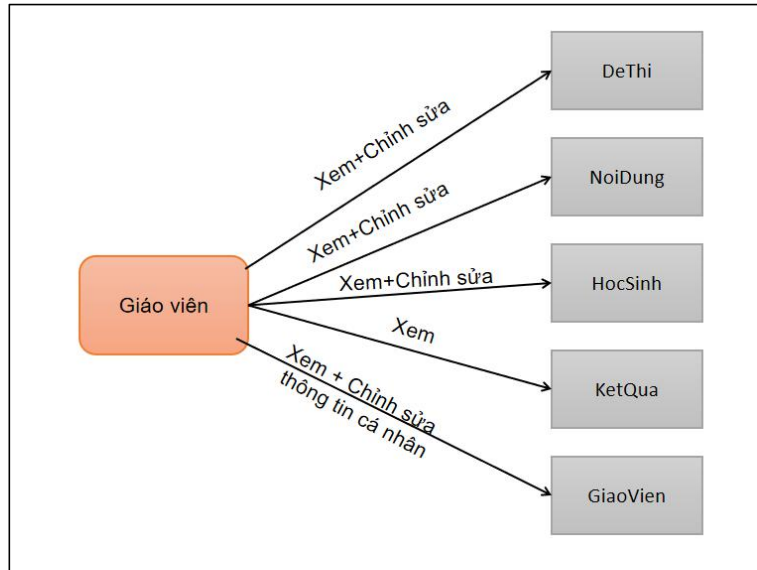 DeThi
Xem+Chỉnh sửa
NoiDung
Xem+Chỉnh sửa
Xem+Chỉnh sửa
HocSinh
Giáo viên
Xem
KetQua
Xem + Chỉnh sửa
thông tin cá nhân
GiaoVien